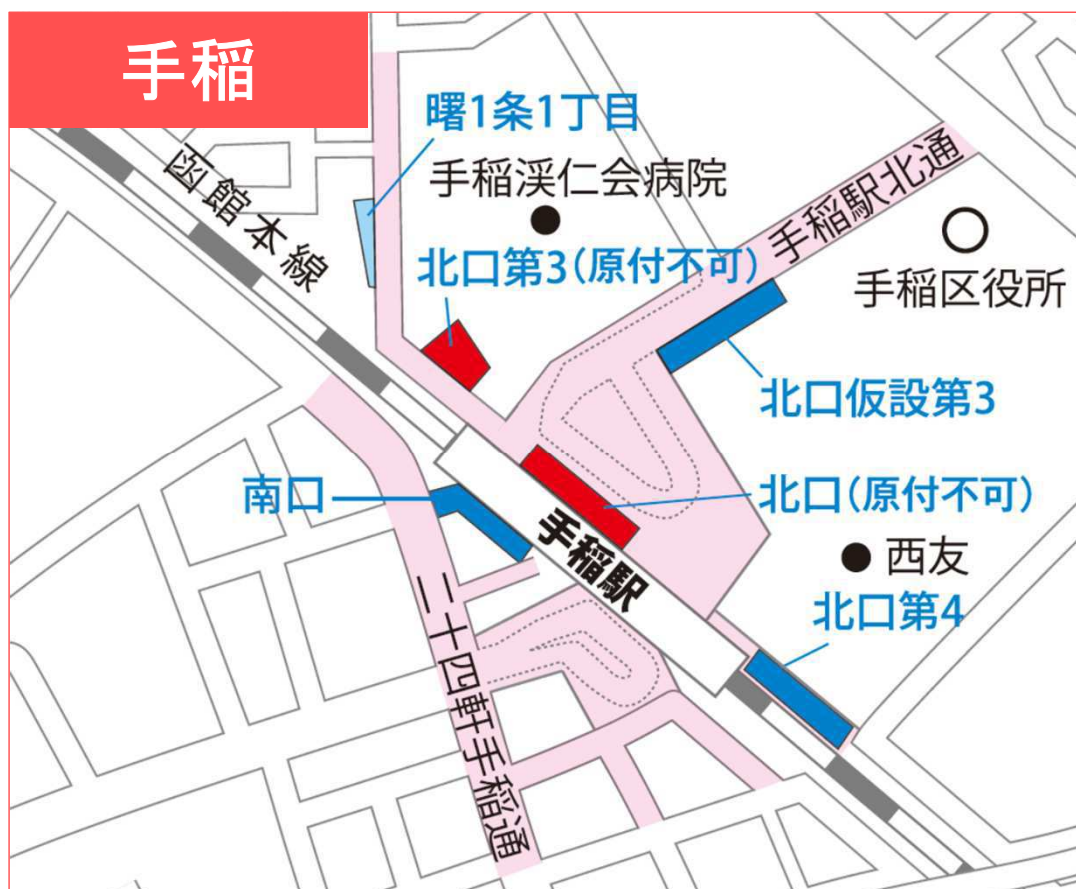 手稲
曙1条1丁目
手稲渓仁会病院
函館本線
手稲駅北通
北口第3(原付不可)
手稲区役所
北口仮設第3
南口
北口(原付不可)
手稲駅
西友
北口第4
二十四軒手稲通